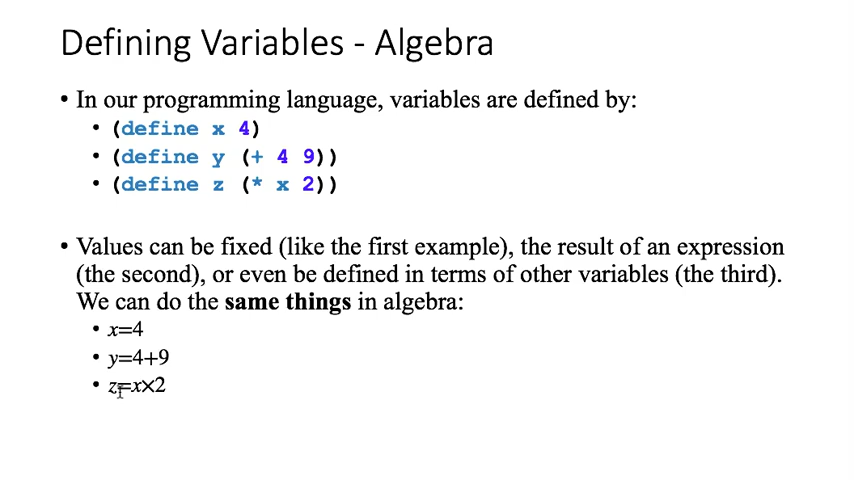 Defining Variables - Algebra
• In our programming language, variables are defined by:
• (define x 4)
• (define y (+ 4 9))
• (define z (* x 2))
• Values can be fixed (like the first example), the result of an expression
(the second), or even be defined in terms of other variables (the third).
We can do the same things in algebra:
• x=4
• y=4+9
• z=x×2